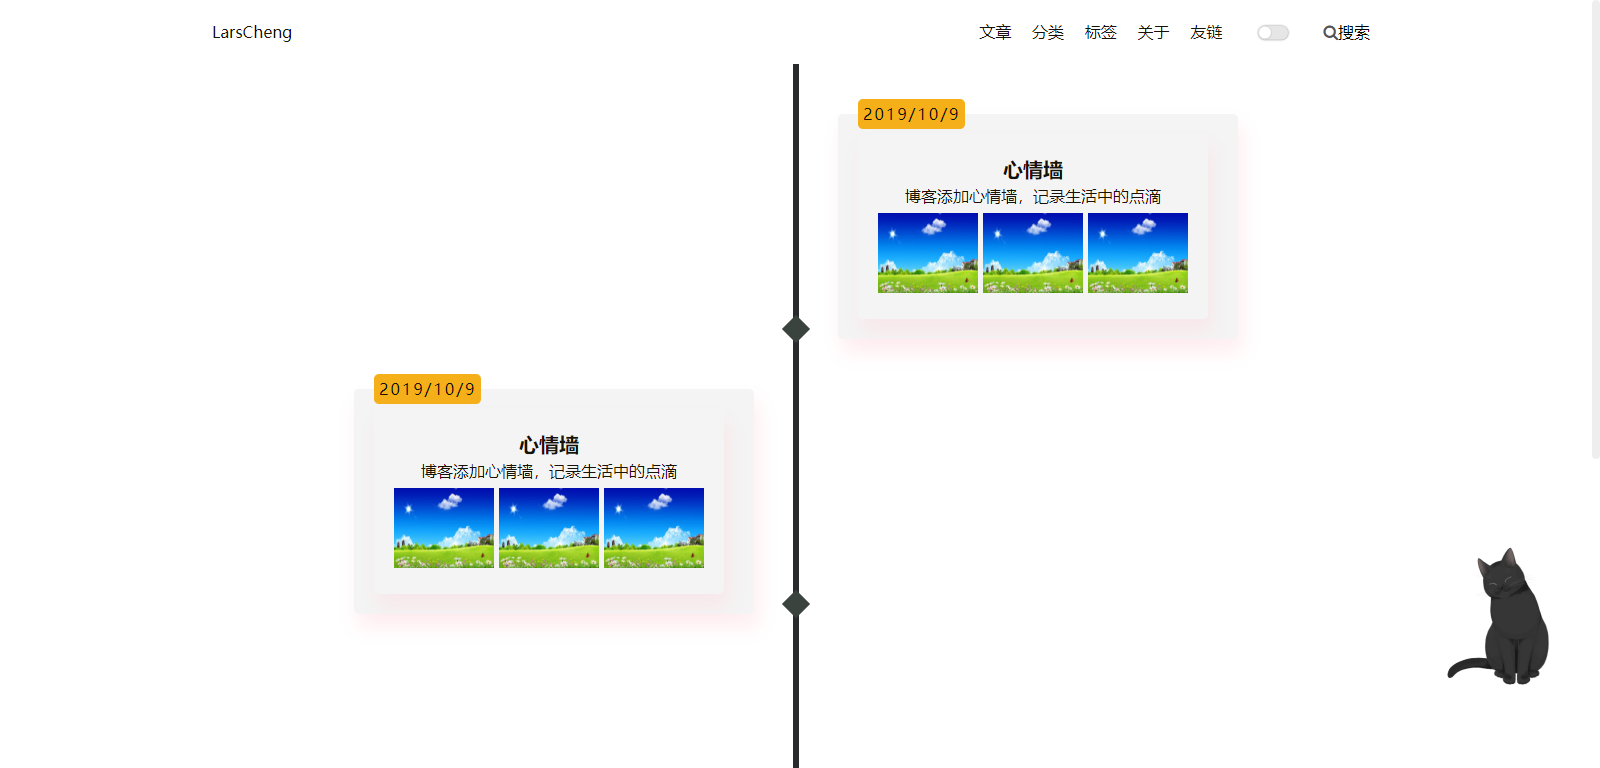 LarsCheng
文章 分类 标签 关于 友链 搜索
2019/10/9
心情墙
博客添加心情墙，记录生活中的点滴
2019/10/9
心情墙
博客添加心情墙，记录生活中的点滴